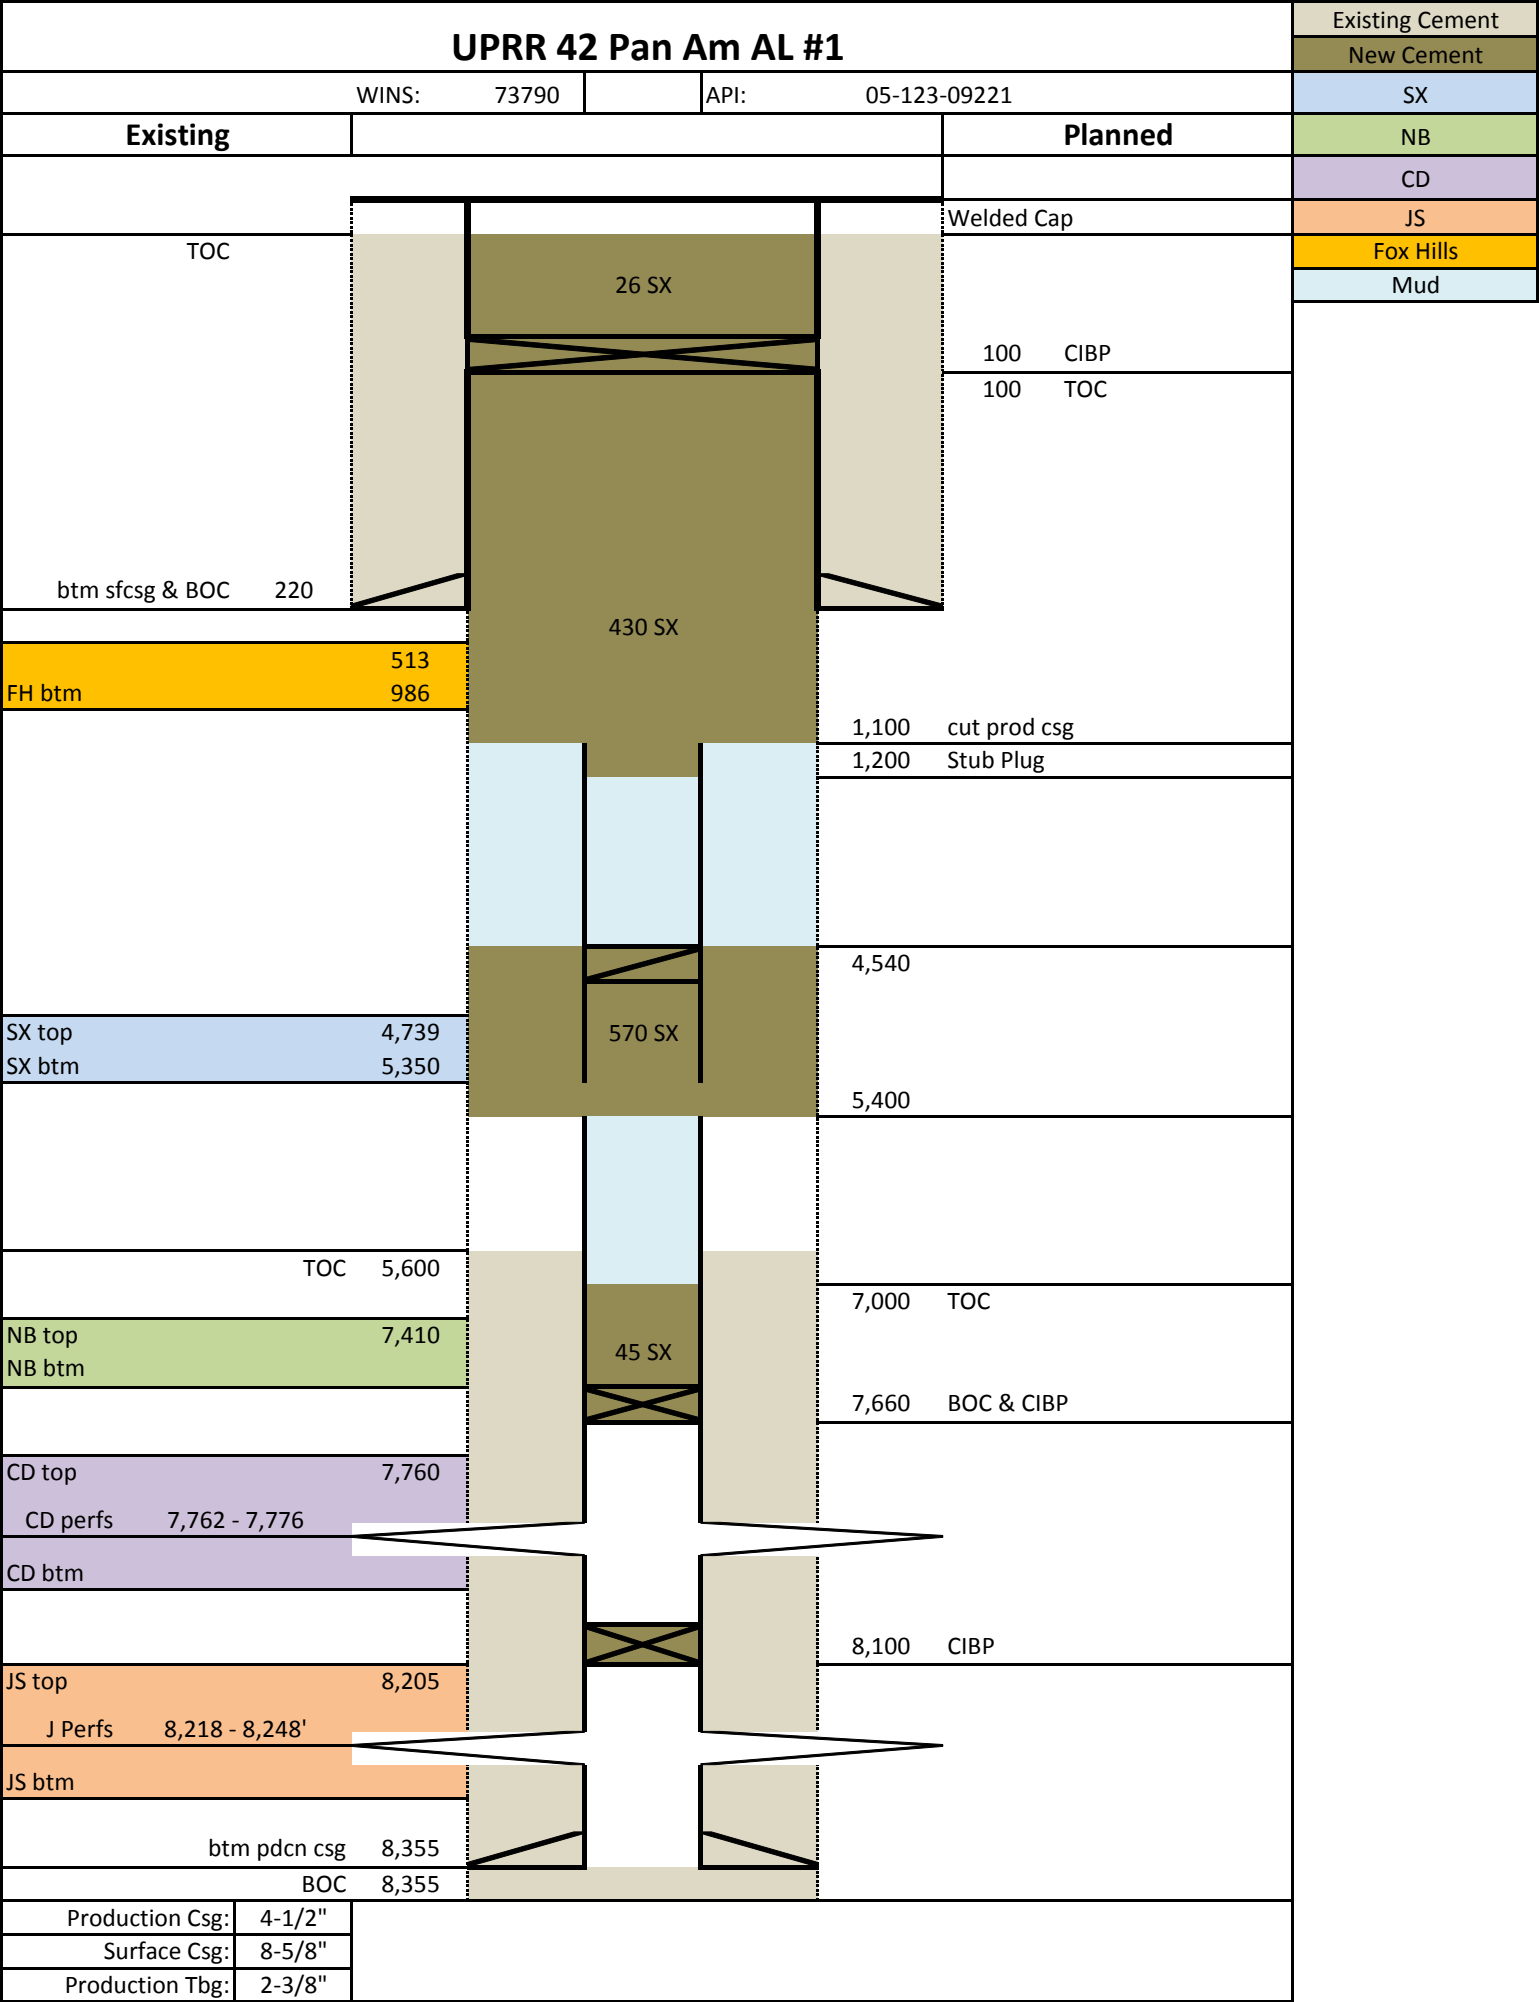 UPRR 42 Pan Am AL #1
Existing Cement
New Cement
WINS: 73790 API: 05-123-09221
SX
Existing
Planned
NB
CD
Welded Cap
JS
TOC
Fox Hills
26 SX
Mud
100 CIBP
100 TOC
btm sfcsg & BOC 220
430 SX
513
FH btm 986
1,100 cut prod csg
1,200 Stub Plug
4,540
SX top 4,739
570 SX
SX btm 5,350
5,400
TOC 5,600
7,000 TOC
NB top 7,410
45 SX
NB btm
7,660 BOC & CIBP
CD top 7,760
CD perfs 7,762 - 7,776
CD btm
8,100 CIBP
JS top 8,205
J Perfs 8,218 - 8,248'
JS btm
btm pdcn csg 8,355
BOC 8,355
Production Csg: 4-1/2"
Surface Csg: 8-5/8"
Production Tbg: 2-3/8"